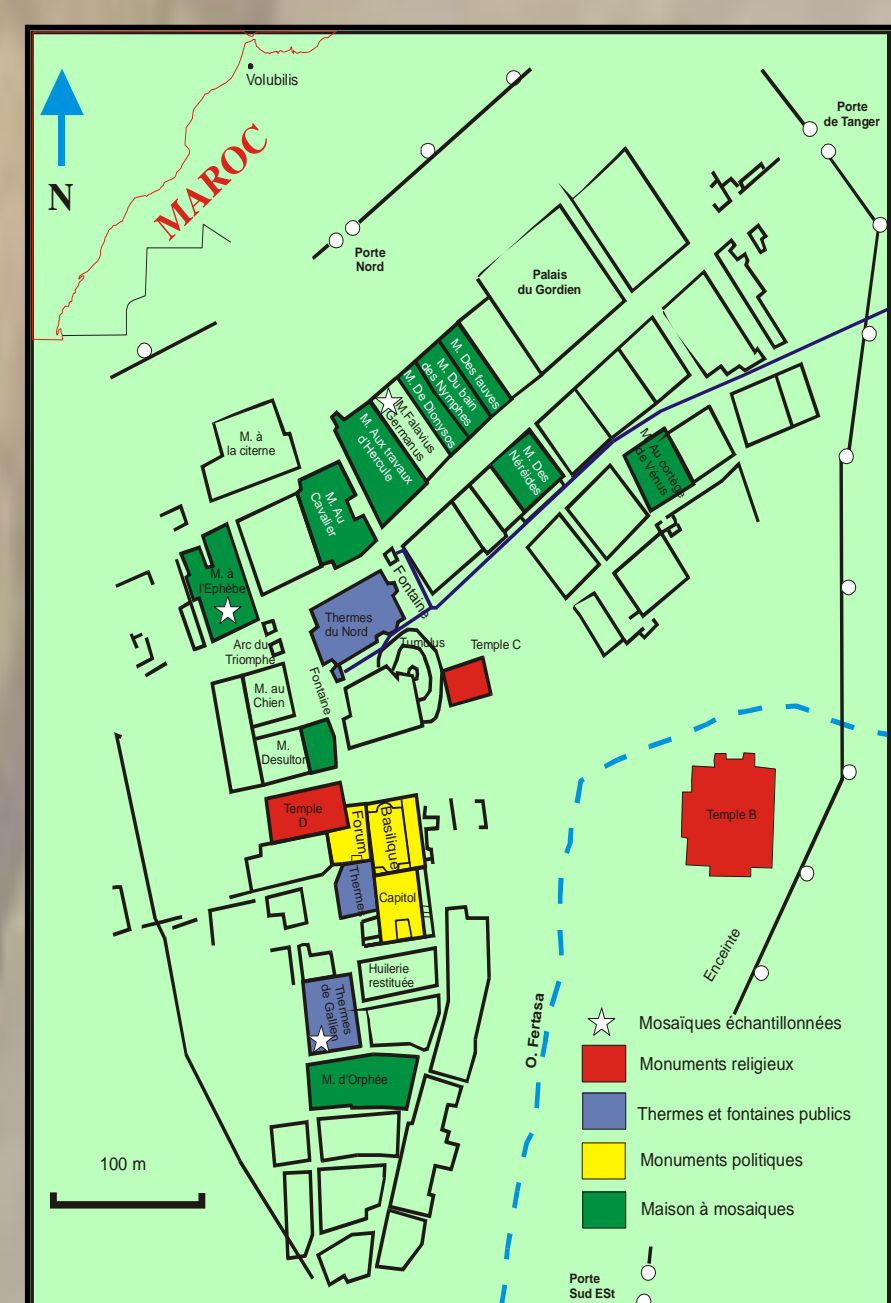 Volubilis
MAROC
N
Porte
Nord
Porte
de Tanger
Palais
du Gordien
M. Des fauves
M. Du bain
des Nymphes
M. De Dionysos
M.Falavius
Germanus
M. Aux travaux
d'Hercule
M. à
la citerne
M. Au
Cavalier
M. Des
Néréides
M. Au cortège
de Vénus
M. à
l'Ephèbe
Fontaine
Thermes
du Nord
Arc du
Triomphe
Tumulus
Temple C
M. au
Chien
Fontaine
M.
Desultor
Temple
D
Forum
Basilique
Temple B
Thermes
Capitol
Enceinte
Huilerie
restituée
Thermes
de Gallien
O. Fertasa
M. d'Orphée
100 m
Mosaïques échantillonnées
Monuments religieux
Thermes et fontaines publics
Monuments politiques
Maison à mosaiques
Porte
Sud ESt